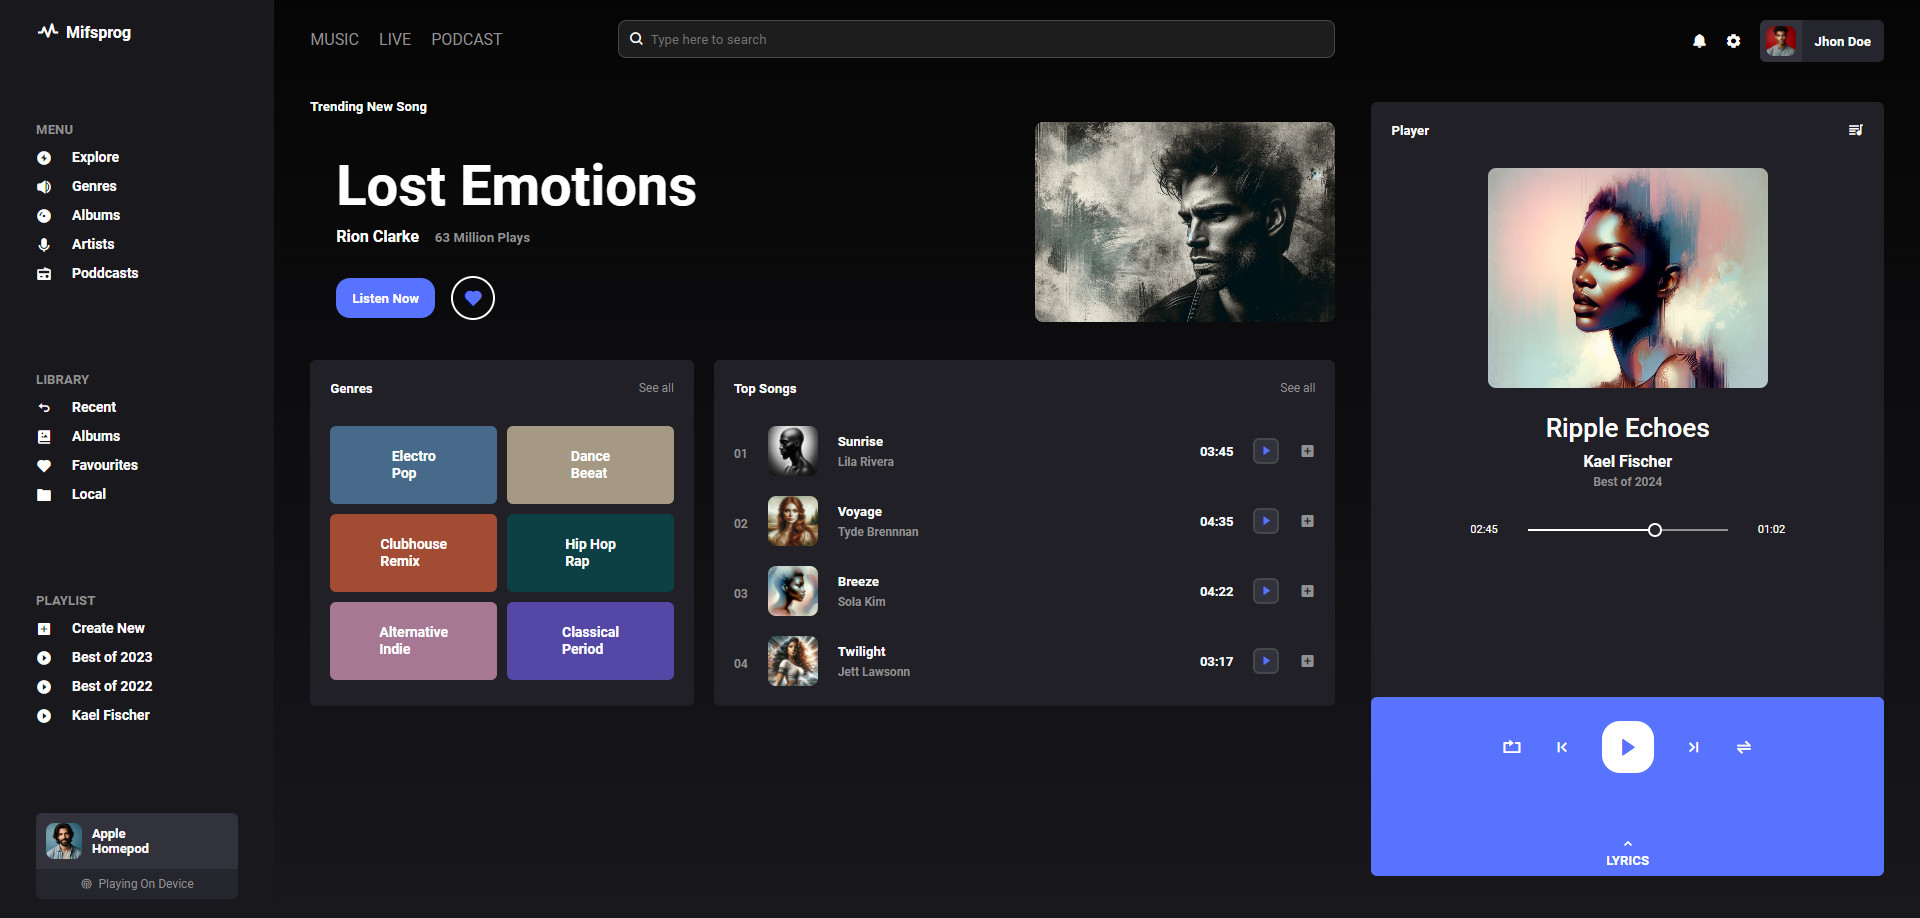 Mifsprog
MENU
Explore
Genres
Albums
Artists
Poddcasts
LIBRARY
Recent
Albums
Favourites
Local
PLAYLIST
Create New
Best of 2023
Best of 2022
Kael Fischer
Apple
Homepod
Playing On Device
MUSIC LIVE PODCAST
Type here to search
Jhon Doe
Trending New Song
Lost Emotions
Rion Clarke 63 Million Plays
Listen Now
Genres See all
Electro
Pop
Dance
Beeat
Clubhouse
Remix
Hip Hop
Rap
Alternative
Indie
Classical
Period
Top Songs See all
01 Sunrise 03:45
Lila Rivera
02 Voyage 04:35
Tyde Brennnan
03 Breeze 04:22
Sola Kim
04 Twilight 03:17
Jett Lawsonn
Player
Ripple Echoes
Kael Fischer
Best of 2024
02:45 01:02
LYRICS